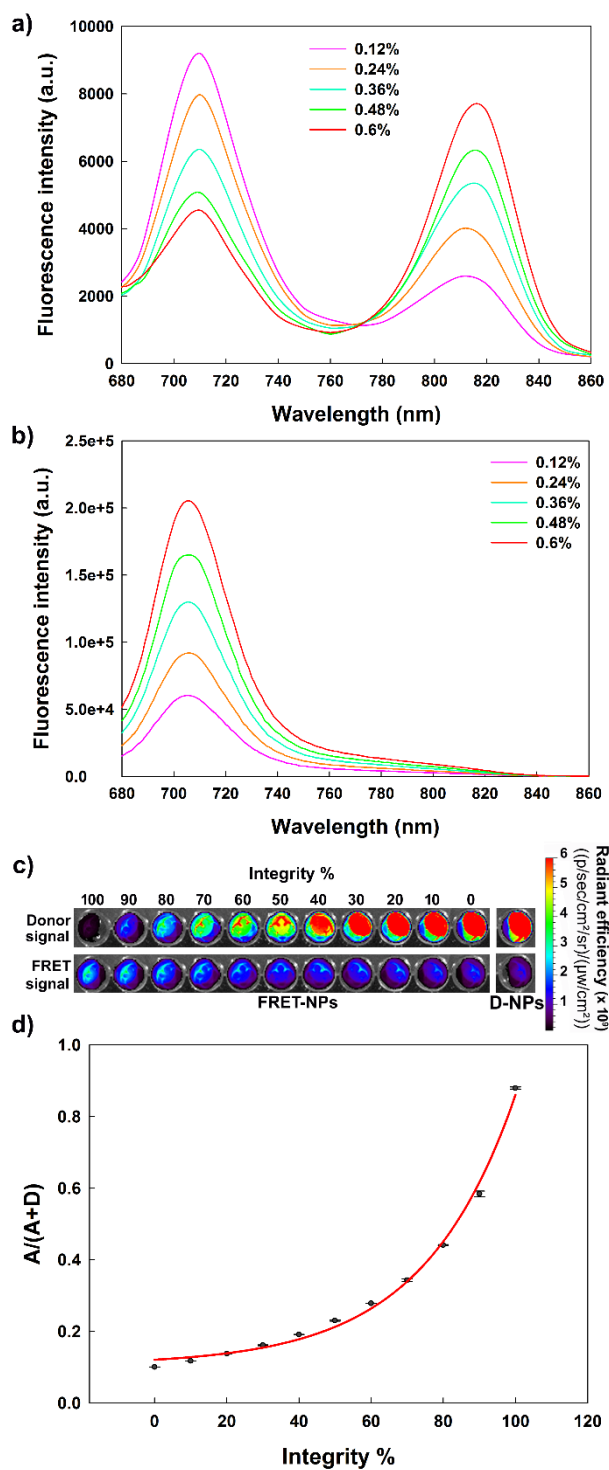 a)
10000
8000
6000
4000
2000
0
Fluorescence intensity (a.u.)
0.12%
0.24%
0.36%
0.48%
0.6%
680 700 720 740 760 780 800 820 840 860
Wavelength (nm)
b)
2.5e+5
2.0e+5
1.5e+5
1.0e+5
5.0e+4
0.0
Fluorescence intensity (a.u.)
0.12%
0.24%
0.36%
0.48%
0.6%
680 700 720 740 760 780 800 820 840 860
Wavelength (nm)
c)
Integrity %
100 90 80 70 60 50 40 30 20 10 0
Donor
signal
FRET
signal
FRET-NPs
D-NPs
6
5
4
3
2
1
Radiant efficiency (x 10⁹)
((p/sec/cm²/sr)/(µw/cm²))
d)
1.0
0.8
0.6
0.4
0.2
0.0
A/(A+D)
0 20 40 60 80 100 120
Integrity %